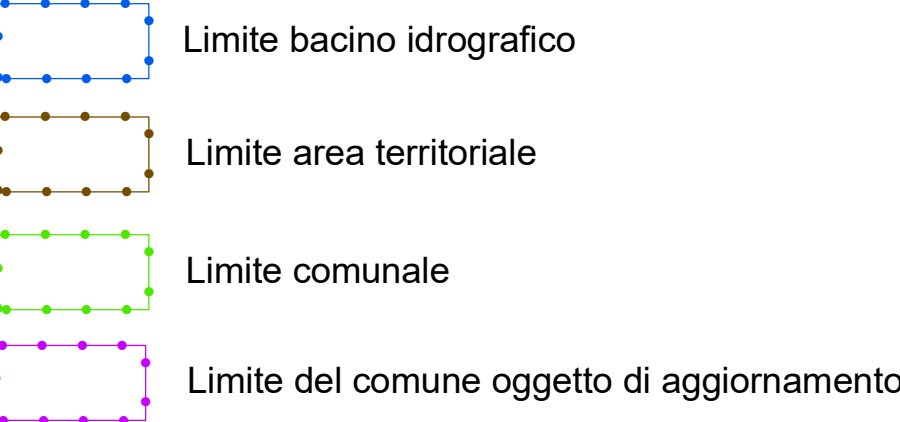 Limite bacino idrografico
Limite area territoriale
Limite comunale
Limite del comune oggetto di aggiornamento